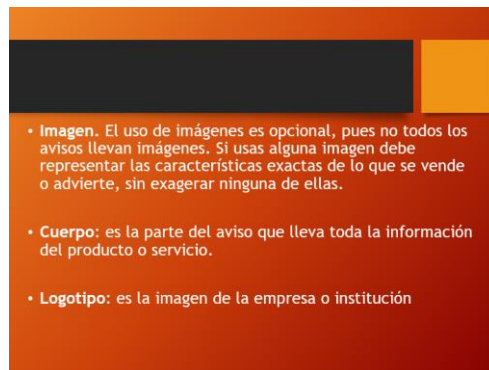 • Imagen. El uso de imágenes es opcional, pues no todos los
avisos llevan imágenes. Si usas alguna imagen debe
representar las características exactas de lo que se vende
o advierte, sin exagerar ninguna de ellas.
• Cuerpo: es la parte del aviso que lleva toda la información
del producto o servicio.
• Logotipo: es la imagen de la empresa o institución